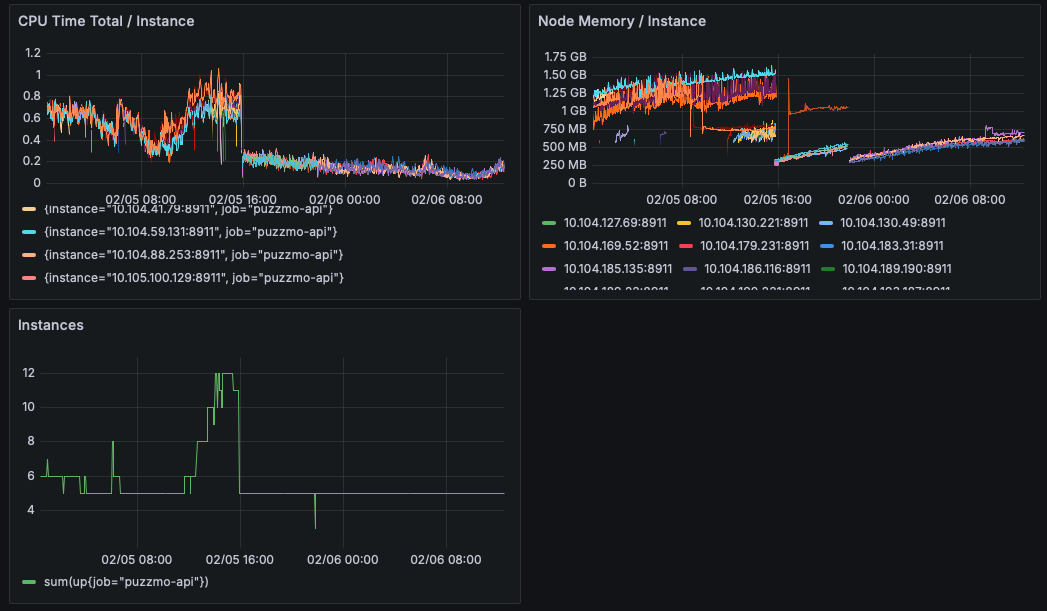 CPU Time Total / Instance
1.2
1
0.8
0.6
0.4
0.2
0
02/05 08:00 02/05 16:00 02/06 00:00 02/06 08:00
{instance="10.104.41.79:8911", job="puzzmo-api"}
{instance="10.104.59.131:8911", job="puzzmo-api"}
{instance="10.104.88.253:8911", job="puzzmo-api"}
{instance="10.105.100.129:8911", job="puzzmo-api"}
Node Memory / Instance
1.75 GB
1.50 GB
1.25 GB
1 GB
750 MB
500 MB
250 MB
0 B
02/05 08:00 02/05 16:00 02/06 00:00 02/06 08:00
10.104.127.69:8911 10.104.130.221:8911 10.104.130.49:8911
10.104.169.52:8911 10.104.179.231:8911 10.104.183.31:8911
10.104.185.135:8911 10.104.186.116:8911 10.104.189.190:8911
Instances
12
10
8
6
4
02/05 08:00 02/05 16:00 02/06 00:00 02/06 08:00
sum(up{job="puzzmo-api"})